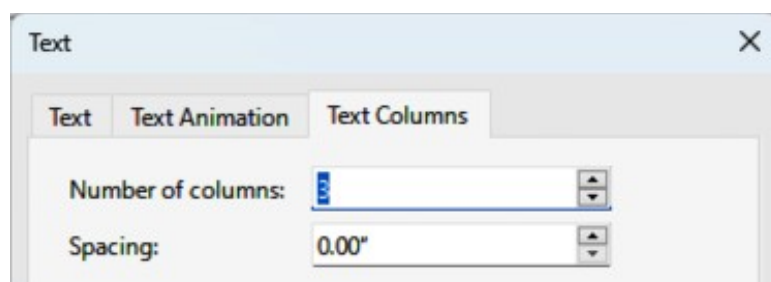 Text
Text Text Animation Text Columns
Number of columns: 3
Spacing: 0.00"